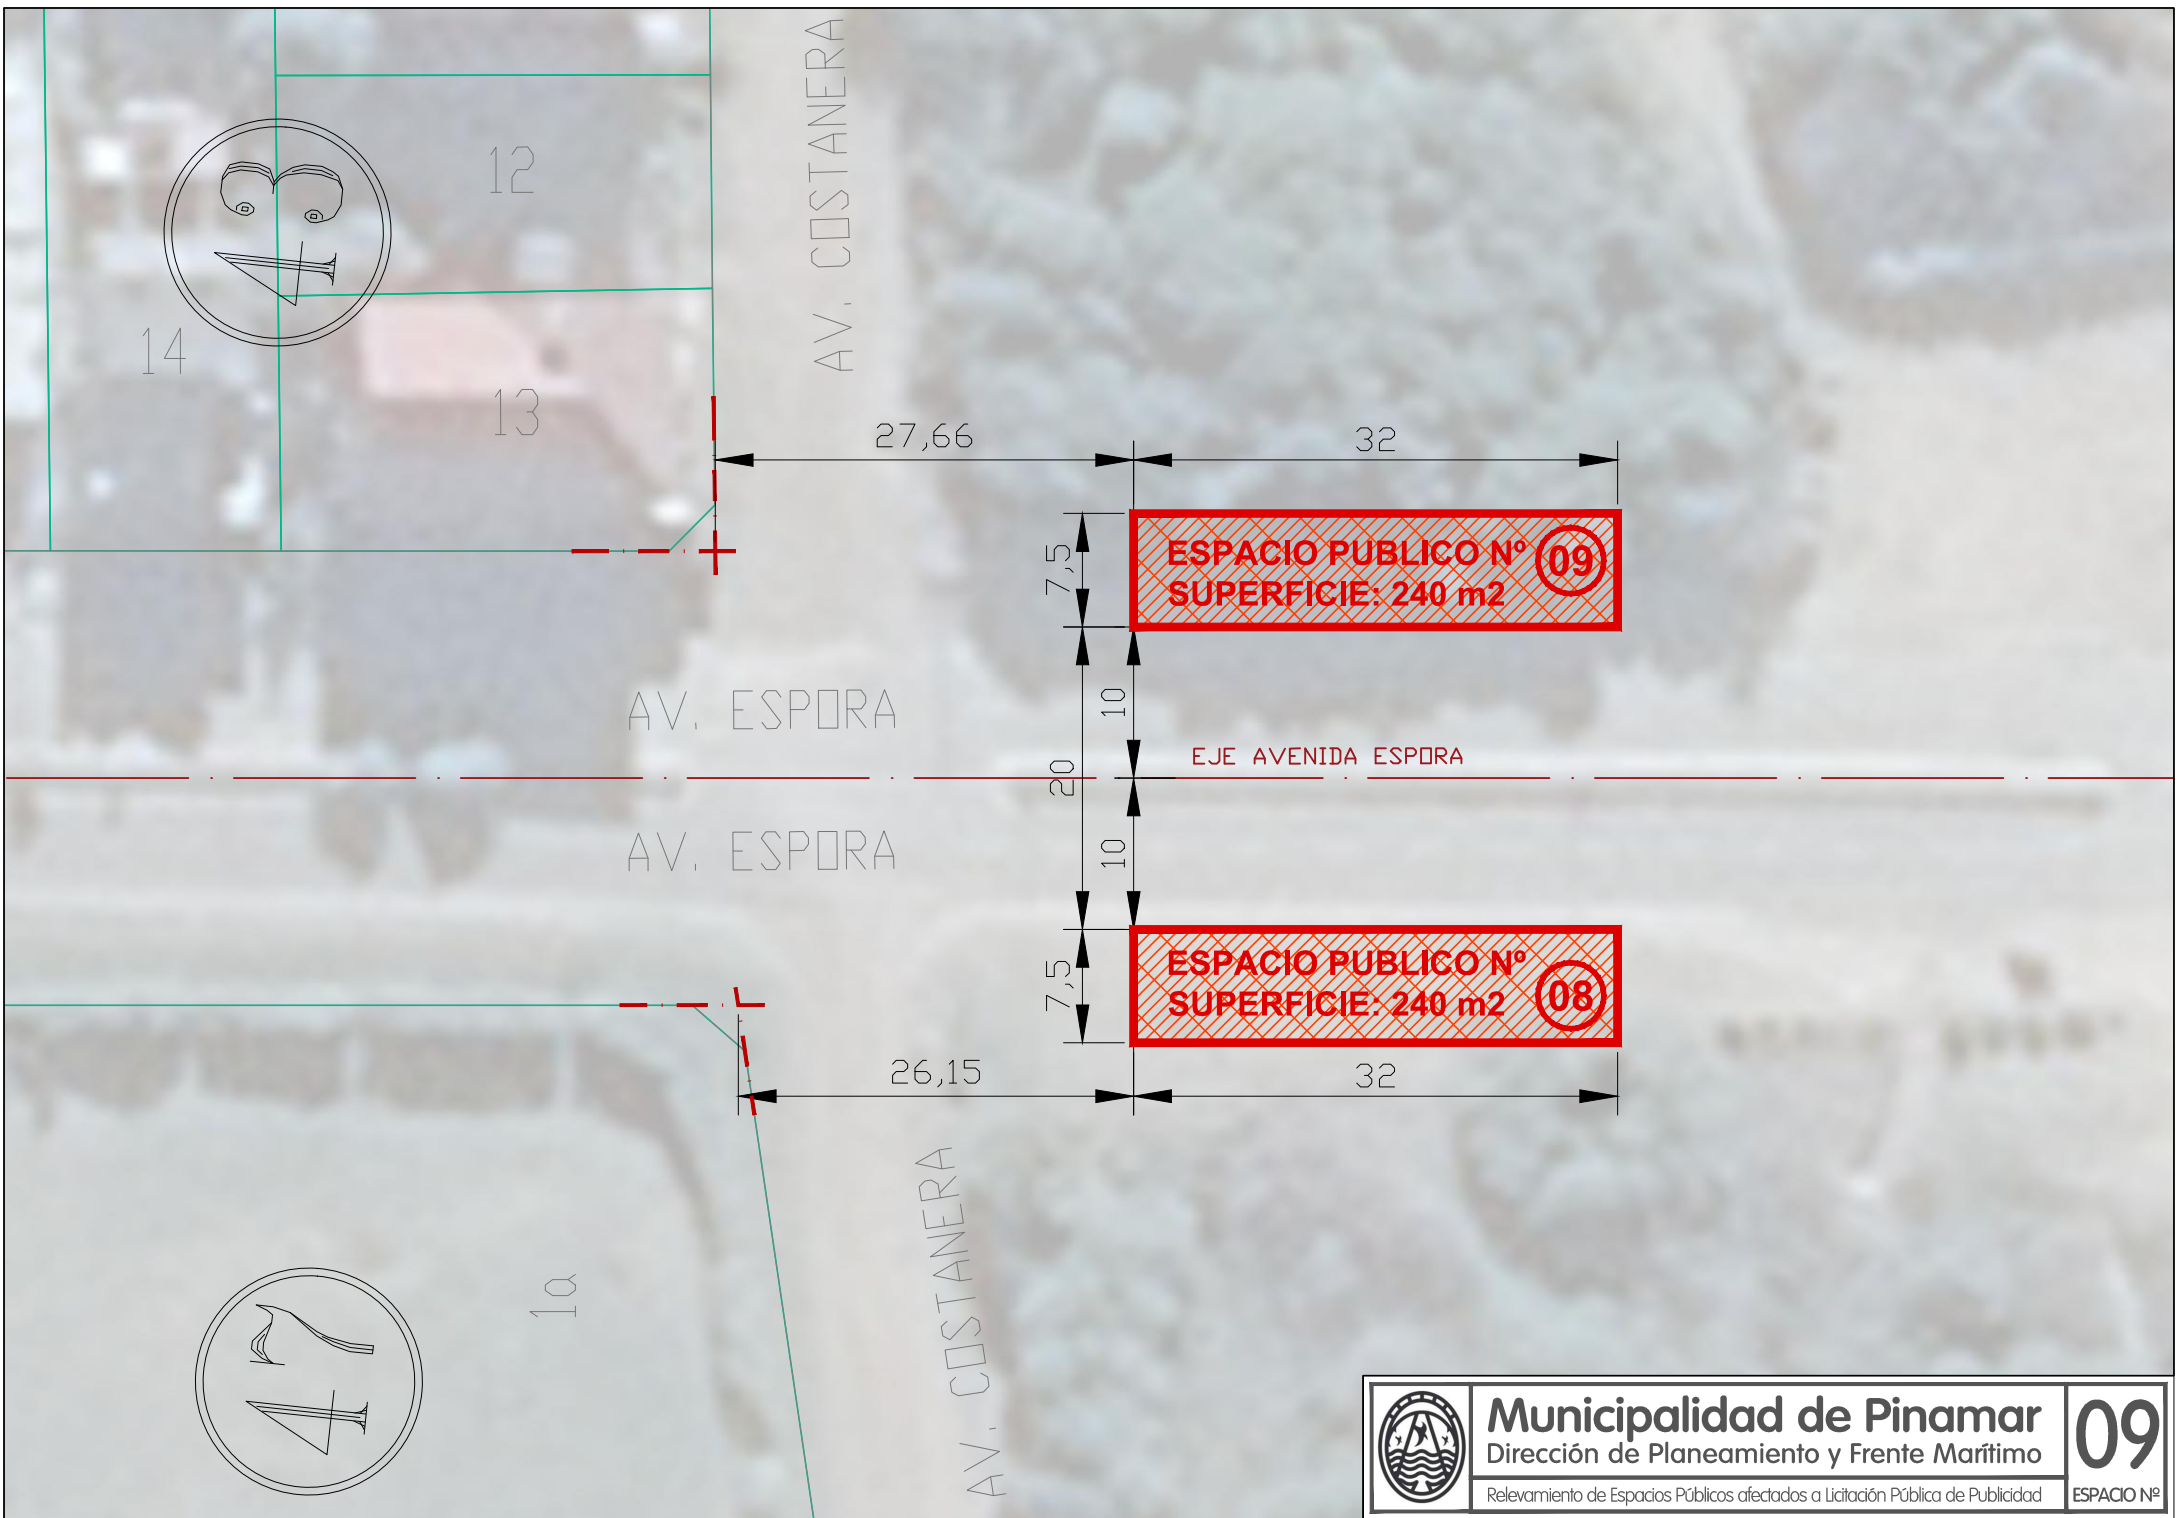 AV. COSTANERA
43
12
14
13
27,66
32
7,5
ESPACIO PUBLICO Nº 09
SUPERFICIE: 240 m2
AV. ESPORA
10
EJE AVENIDA ESPORA
20
AV. ESPORA
10
7,5
ESPACIO PUBLICO Nº 08
SUPERFICIE: 240 m2
26,15
32
AV. COSTANERA
1a
47
Municipalidad de Pinamar
Dirección de Planeamiento y Frente Marítimo
Relevamiento de Espacios Públicos afectados a Licitación Pública de Publicidad
09
ESPACIO Nº